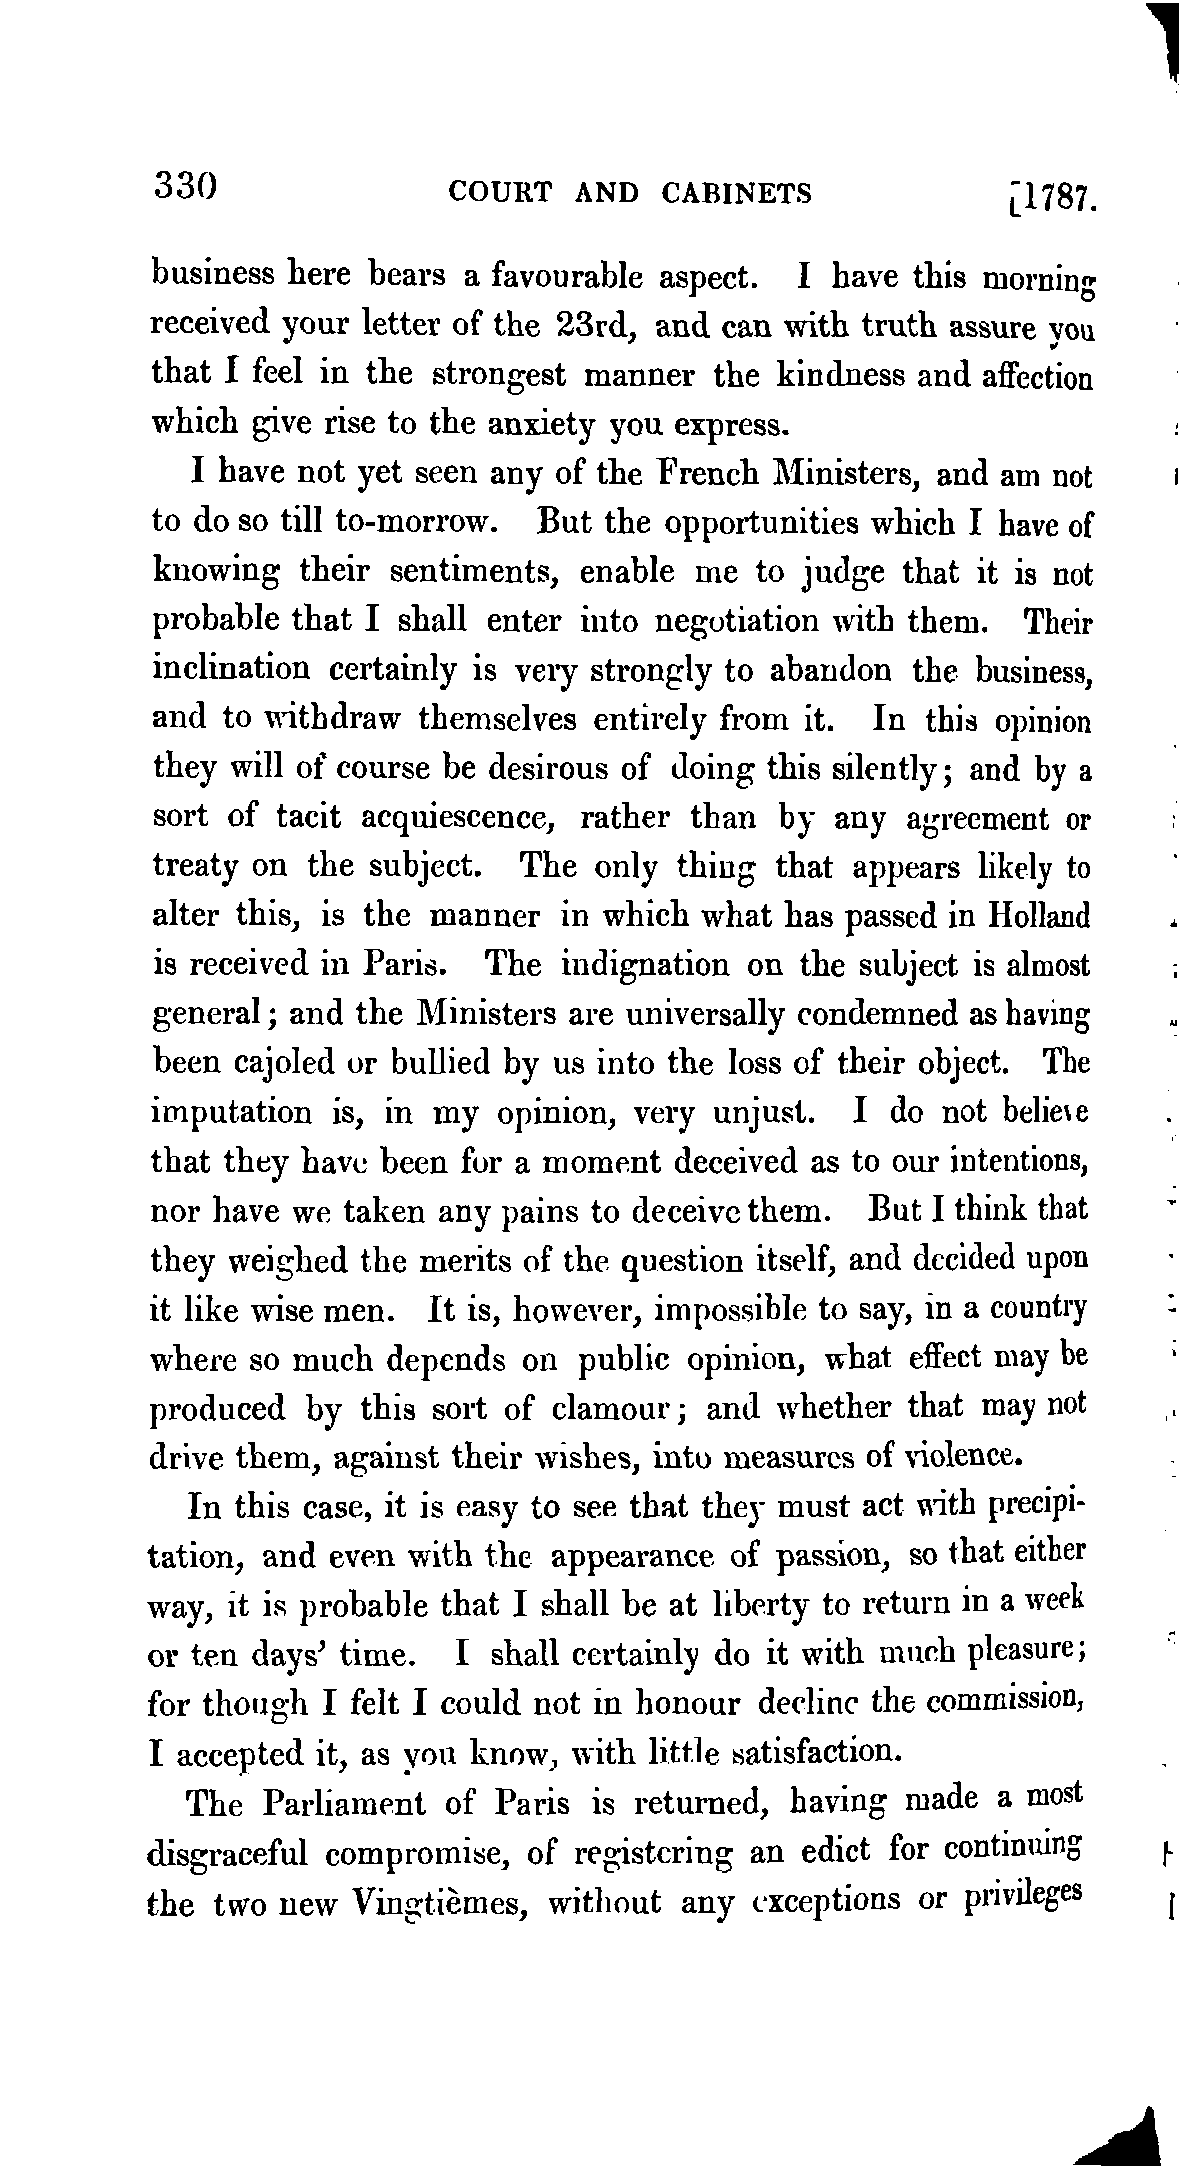 330 COURT AND CABINETS [1787.
business here bears a favourable aspect. I have this morning
received your letter of the 23rd, and can with truth assure you
that I feel in the strongest manner the kindness and affection
which give rise to the anxiety you express.
I have not yet seen any of the French Ministers, and am not
to do so till to-morrow. But the opportunities which I have of
knowing their sentiments, enable me to judge that it is not
probable that I shall enter into negotiation with them. Their
inclination certainly is very strongly to abandon the business,
and to withdraw themselves entirely from it. In this opinion
they will of course be desirous of doing this silently; and by a
sort of tacit acquiescence, rather than by any agreement or
treaty on the subject. The only thing that appears likely to
alter this, is the manner in which what has passed in Holland
is received in Paris. The indignation on the subject is almost
general; and the Ministers are universally condemned as having
been cajoled or bullied by us into the loss of their object. The
imputation is, in my opinion, very unjust. I do not believe
that they have been for a moment deceived as to our intentions,
nor have we taken any pains to deceive them. But I think that
they weighed the merits of the question itself, and decided upon
it like wise men. It is, however, impossible to say, in a country
where so much depends on public opinion, what effect may be
produced by this sort of clamour; and whether that may not
drive them, against their wishes, into measures of violence.
In this case, it is easy to see that they must act with precipi-
tation, and even with the appearance of passion, so that either
way, it is probable that I shall be at liberty to return in a week
or ten days' time. I shall certainly do it with much pleasure;
for though I felt I could not in honour decline the commission,
I accepted it, as you know, with little satisfaction.
The Parliament of Paris is returned, having made a most
disgraceful compromise, of registering an edict for continuing
the two new Vingtièmes, without any exceptions or privileges